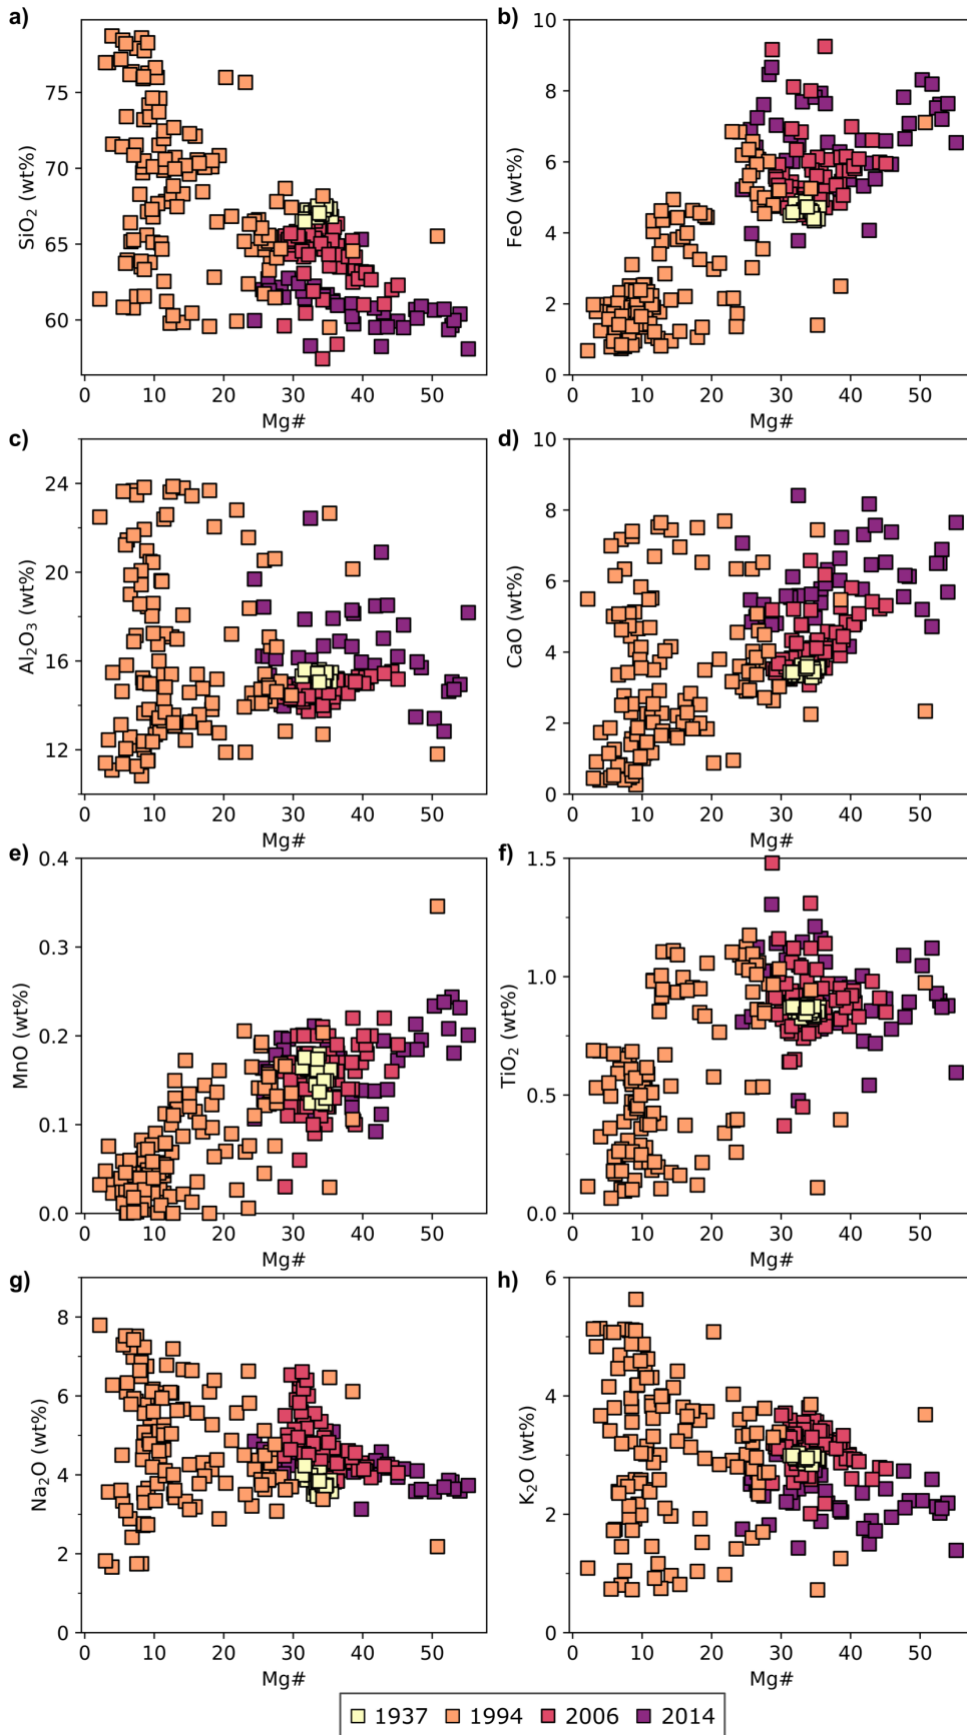 a)
SiO2 (wt%)
75
70
65
60
0 10 20 30 40 50
Mg#
b)
FeO (wt%)
10
8
6
4
2
0
0 10 20 30 40 50
Mg#
c)
Al2O3 (wt%)
24
20
16
12
0 10 20 30 40 50
Mg#
d)
CaO (wt%)
10
8
6
4
2
0
0 10 20 30 40 50
Mg#
e)
MnO (wt%)
0.4
0.3
0.2
0.1
0.0
0 10 20 30 40 50
Mg#
f)
TiO2 (wt%)
1.5
1.0
0.5
0.0
0 10 20 30 40 50
Mg#
g)
Na2O (wt%)
8
6
4
2
0
0 10 20 30 40 50
Mg#
h)
K2O (wt%)
6
4
2
0
0 10 20 30 40 50
Mg#
1937 1994 2006 2014